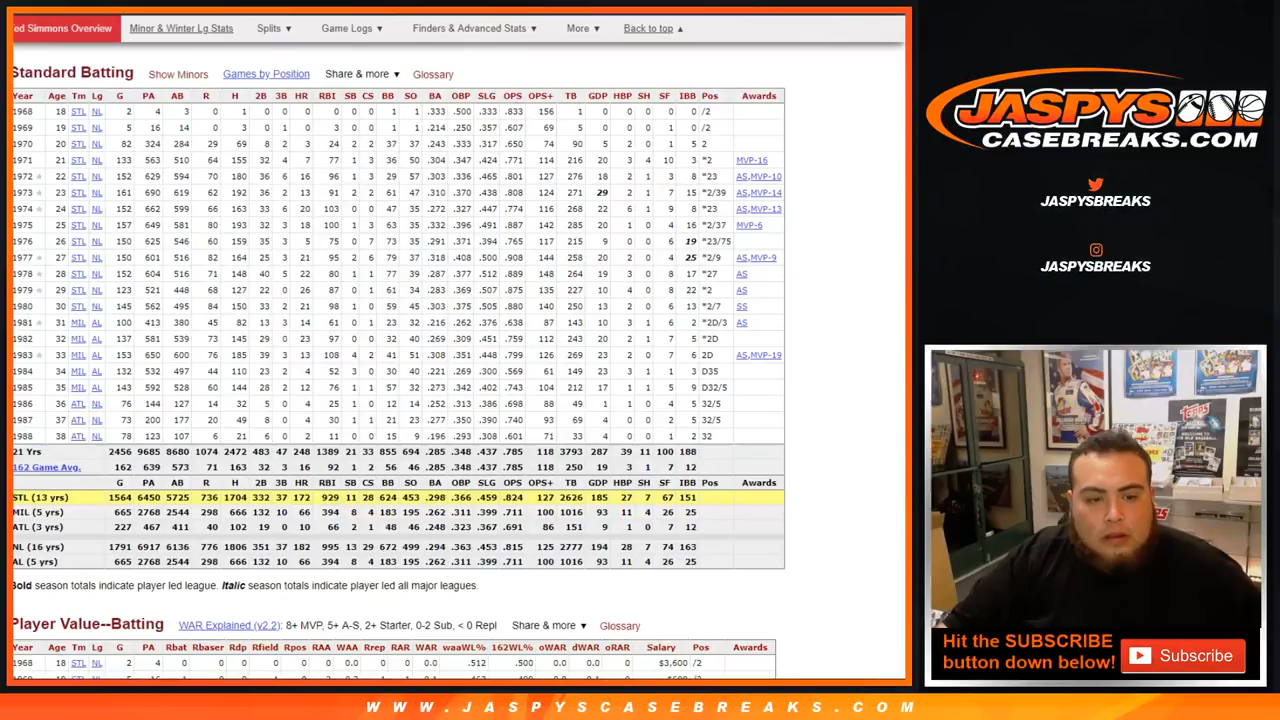 ed Simmons Overview Minor & Winter Lg Stats Splits ▼ Game Logs ▼ Finders & Advanced Stats ▼ More ▼ Back to top ▲
Standard Batting Show Minors Games by Position Share & more ▼ Glossary
Year Age Tm Lg G PA AB R H 2B 3B HR RBI SB CS BB SO BA OBP SLG OPS OPS+ TB GDP HBP SH SF IBB Pos Awards
1968 18 STL NL 2 4 3 0 1 0 0 0 0 0 0 1 1 .333 .500 .333 .833 156 1 0 0 0 0 0 /2
1969 19 STL NL 5 16 14 0 3 0 1 0 3 0 0 1 1 .214 .250 .357 .607 69 5 0 0 0 1 0 /2
1970 20 STL NL 82 324 284 29 69 8 2 3 24 2 2 37 37 .243 .333 .317 .650 74 90 5 2 0 1 5 2
1971 21 STL NL 133 563 510 64 155 32 4 7 77 1 3 36 50 .304 .347 .424 .771 114 216 20 3 4 10 3 *2 MVP-16
1972 ★ 22 STL NL 152 629 594 70 180 36 6 16 96 1 3 29 57 .303 .336 .465 .801 127 276 18 2 1 3 8 *23 AS,MVP-10
1973 ★ 23 STL NL 161 690 619 62 192 36 2 13 91 2 2 61 47 .310 .370 .438 .808 124 271 29 2 1 7 15 *2/39 AS,MVP-14
1974 ★ 24 STL NL 152 662 599 66 163 33 6 20 103 0 0 47 35 .272 .327 .447 .774 116 268 22 6 1 9 8 *23 AS,MVP-13
1975 25 STL NL 157 649 581 80 193 32 3 18 100 1 3 63 35 .332 .396 .491 .887 142 285 20 1 0 4 16 *2/37 MVP-6
1976 26 STL NL 150 625 546 60 159 35 3 5 75 0 7 73 35 .291 .371 .394 .765 117 215 9 0 0 6 19 *23/75
1977 ★ 27 STL NL 150 601 516 82 164 25 3 21 95 2 6 79 37 .318 .408 .500 .908 144 258 20 2 0 4 25 *2/9 AS,MVP-9
1978 ★ 28 STL NL 152 604 516 71 148 40 5 22 80 1 1 77 39 .287 .377 .512 .889 148 264 19 3 0 8 17 *27 AS
1979 ★ 29 STL NL 123 521 448 68 127 22 0 26 87 0 1 61 34 .283 .369 .507 .875 135 227 10 4 0 8 22 *2 AS
1980 30 STL NL 145 562 495 84 150 33 2 21 98 1 0 59 45 .303 .375 .505 .880 140 250 13 2 0 6 13 *2/7 SS
1981 ★ 31 MIL AL 100 413 380 45 82 13 3 14 61 0 1 23 32 .216 .262 .376 .638 87 143 10 3 1 6 2 *2D/3 AS
1982 32 MIL AL 137 581 539 73 145 29 0 23 97 0 0 32 40 .269 .309 .451 .759 112 243 20 2 1 7 5 *2D
1983 ★ 33 MIL AL 153 650 600 76 185 39 3 13 108 4 2 41 51 .308 .351 .448 .799 126 269 23 2 0 7 6 2D AS,MVP-19
1984 34 MIL AL 132 532 497 44 110 23 2 4 52 3 0 30 40 .221 .269 .300 .569 61 149 23 3 1 1 3 D35
1985 35 MIL AL 143 592 528 60 144 28 2 12 76 1 1 57 32 .273 .342 .402 .743 104 212 17 1 1 5 9 D32/5
1986 36 ATL NL 76 144 127 14 32 5 0 4 25 1 0 12 14 .252 .313 .386 .698 88 49 1 1 0 4 5 32/5
1987 37 ATL NL 73 200 177 20 49 8 0 4 30 1 1 21 23 .277 .350 .390 .740 93 69 4 0 0 2 5 32/5
1988 38 ATL NL 78 123 107 6 21 6 0 2 11 0 0 15 9 .196 .293 .308 .601 71 33 4 0 0 1 2 32
21 Yrs 2456 9685 8680 1074 2472 483 47 248 1389 21 33 855 694 .285 .348 .437 .785 118 3793 287 39 11 100 188
162 Game Avg. 162 639 573 71 163 32 3 16 92 1 2 56 46 .285 .348 .437 .785 118 250 19 3 1 7 12
G PA AB R H 2B 3B HR RBI SB CS BB SO BA OBP SLG OPS OPS+ TB GDP HBP SH SF IBB Awards
STL (13 yrs) 1564 6450 5725 736 1704 332 37 172 929 11 28 624 453 .298 .366 .459 .824 127 2626 185 27 7 67 151
MIL (5 yrs) 665 2768 2544 298 666 132 10 66 394 8 4 183 195 .262 .311 .399 .711 100 1016 93 11 4 26 25
ATL (3 yrs) 227 467 411 40 102 19 0 10 66 2 1 48 46 .248 .323 .367 .691 86 151 9 1 0 7 12
NL (16 yrs) 1791 6917 6136 776 1806 351 37 182 995 13 29 672 499 .294 .363 .453 .815 125 2777 194 28 7 74 163
AL (5 yrs) 665 2768 2544 298 666 132 10 66 394 8 4 183 195 .262 .311 .399 .711 100 1016 93 11 4 26 25
Bold season totals indicate player led league. Italic season totals indicate player led all major leagues.
Player Value--Batting WAR Explained (v2.2): 8+ MVP, 5+ A-S, 2+ Starter, 0-2 Sub, < 0 Repl Share & more ▼ Glossary
Year Age Tm Lg G PA Rbat Rbaser Rdp Rfield Rpos RAA WAA Rrep RAR WAR waaWL% 162WL% oWAR dWAR oRAR Salary Pos Awards
1968 18 STL NL 2 4 0 0 0 0 0 0 0.0 0 0 0.0 .512 .500 0.0 0.0 0 $3,600 /2
JASPYS
CASEBREAKS.COM
JASPYSBREAKS
JASPYSBREAKS
Topps
Hit the SUBSCRIBE
button down below!
Subscribe
WWW.JASPYSCASEBREAKS.COM